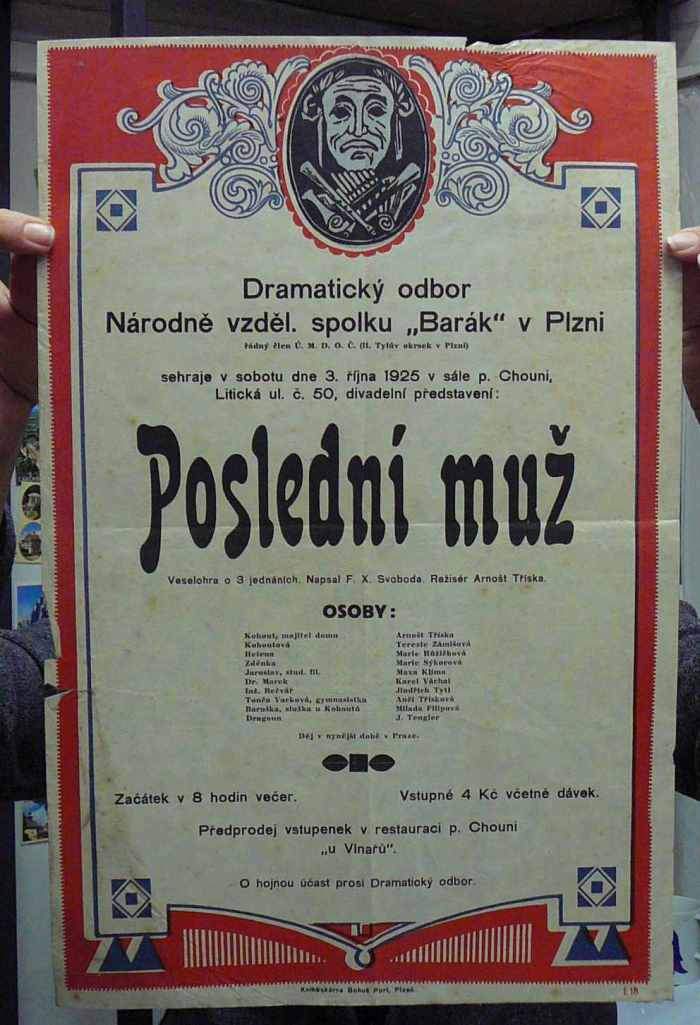 Dramatický odbor
Národně vzděl. spolku „Barák“ v Plzni
řádný člen Ú. M. D. O. Č. (II. Tylův okrsek v Plzni)
sehraje v sobotu dne 3. října 1925 v sále p. Chouni,
Litická ul. č. 50, divadelní představení:
Poslední muž
Veselohra o 3 jednáních. Napsal F. X. Svoboda. Režisér Arnošt Tříska.
OSOBY:
Kohout, majitel domu Arnošt Tříska
Kohoutová Terezie Zámišová
Helena Marie Růžičková
Zděnka Marie Sýkorová
Jaroslav, stud. fil. Maxa Klíma
Dr. Marek Karel Váchal
Inž. Bečvář Jindřich Tytl
Tonča Vacková, gymnasistka Anči Třísková
Baruška, služka u Kohoutů Milada Filipová
Dragoun J. Tengler
Děj v nynější době v Praze.
Začátek v 8 hodin večer. Vstupné 4 Kč včetně dávek.
Předprodej vstupenek v restauraci p. Chouni
„u Vlnařů“.
O hojnou účast prosí Dramatický odbor.
Knihtiskárna Bohuš Port, Plzeň.